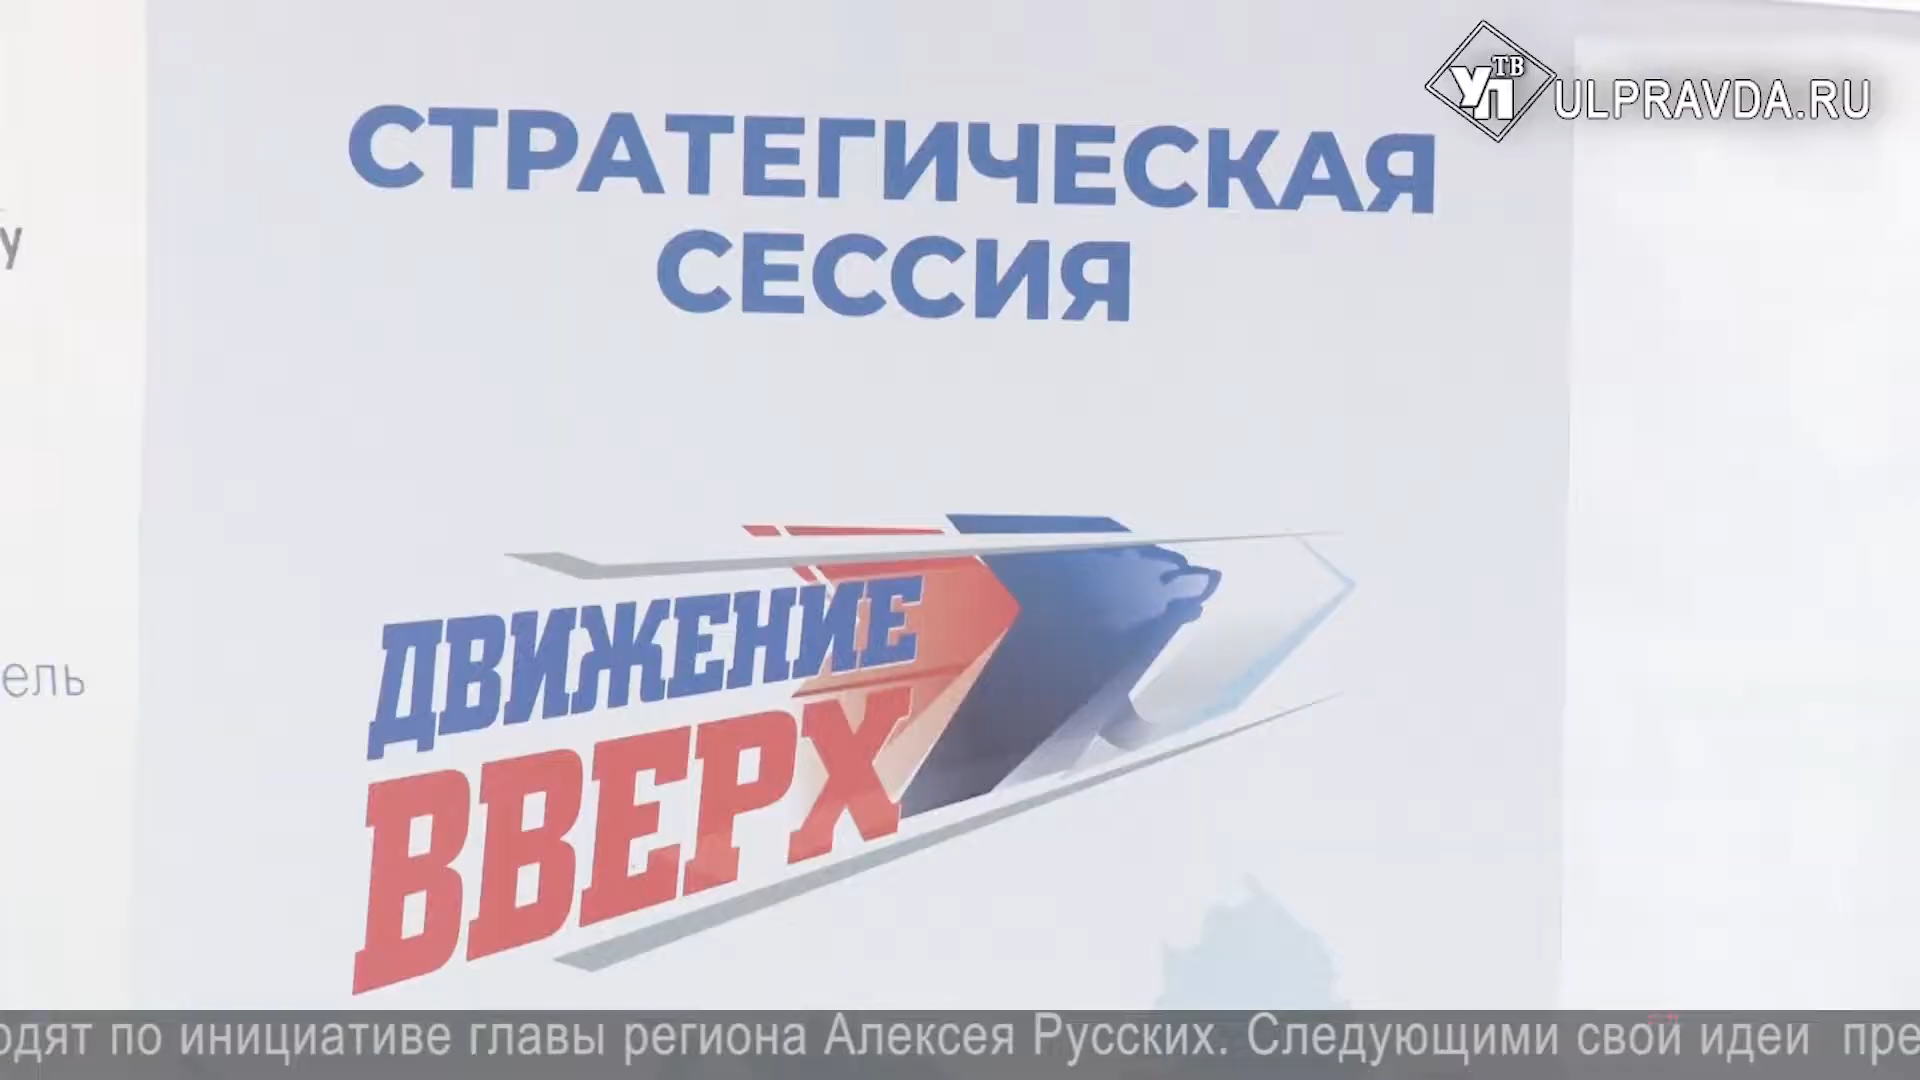 УП ТВ ULPRAVDA.RU
СТРАТЕГИЧЕСКАЯ
СЕССИЯ
ДВИЖЕНИЕ
ВВЕРХ
по инициативе главы региона Алексея Русских. Следующими свой идеи